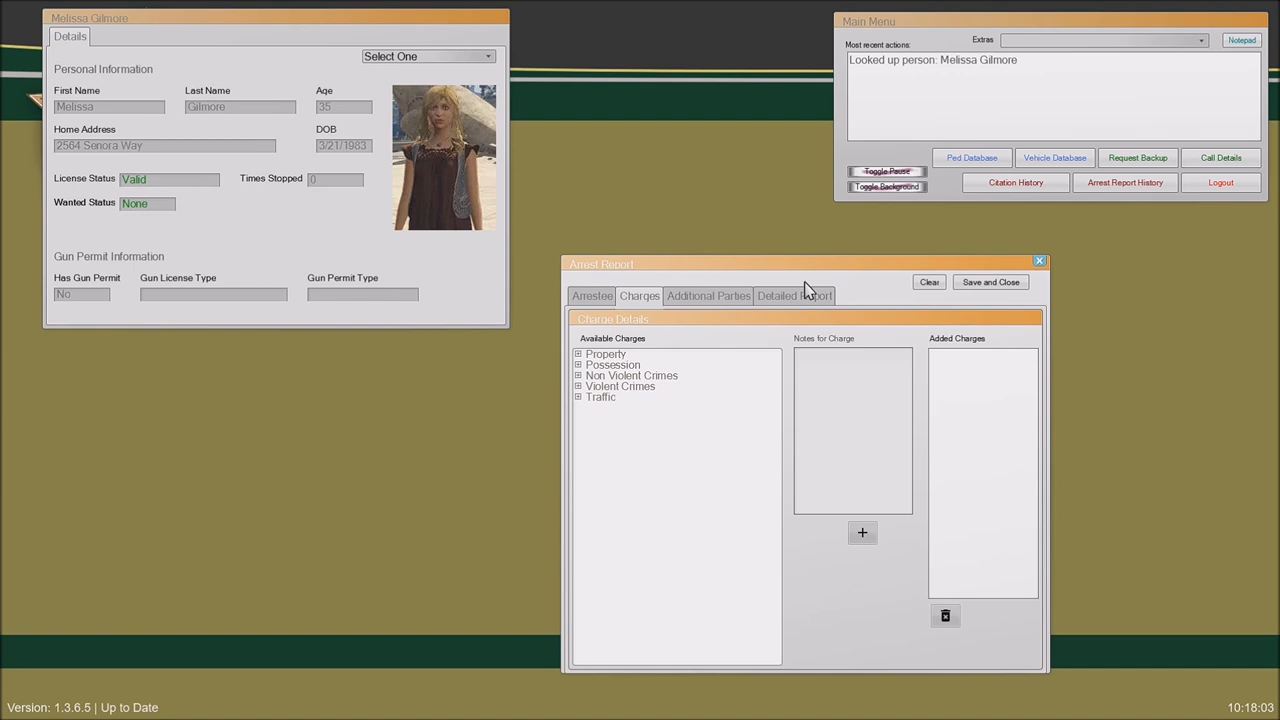 Melissa Gilmore
Details
Select One
Personal Information
First Name Last Name Age
Melissa Gilmore 35
Home Address DOB
2564 Senora Way 3/21/1983
License Status Valid Times Stopped 0
Wanted Status None
Gun Permit Information
Has Gun Permit Gun License Type Gun Permit Type
No
Main Menu
Most recent actions: Extras Notepad
Looked up person: Melissa Gilmore
Ped Database Vehicle Database Request Backup Call Details
Toggle Pause
Toggle Background Citation History Arrest Report History Logout
Arrest Report
Clear Save and Close
Arrestee Charges Additional Parties Detailed Report
Charge Details
Available Charges Notes for Charge Added Charges
Property
Possession
Non Violent Crimes
Violent Crimes
Traffic
Version: 1.3.6.5 | Up to Date 10:18:03